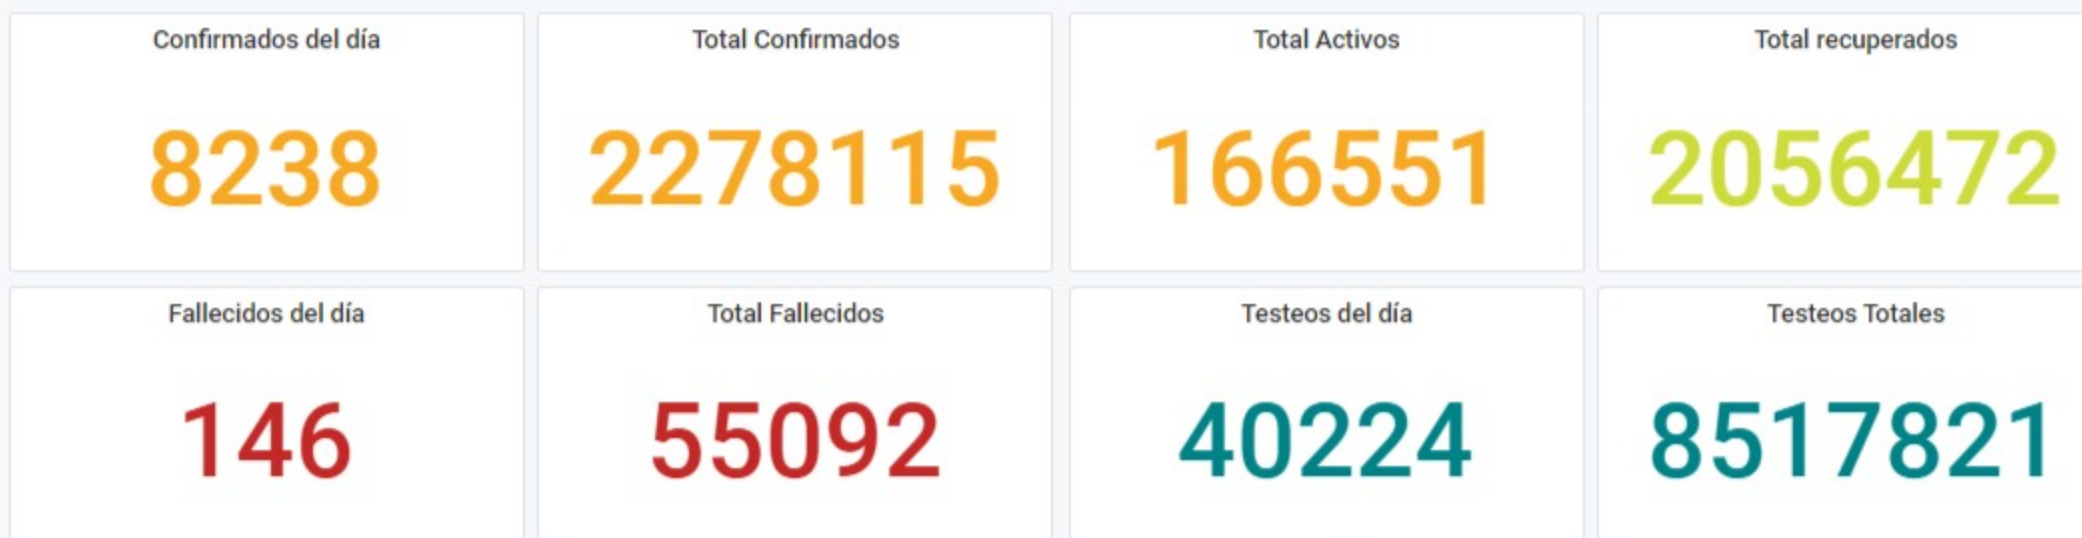 Confirmados del día
8238
Total Confirmados
2278115
Total Activos
166551
Total recuperados
2056472
Fallecidos del día
146
Total Fallecidos
55092
Testeos del día
40224
Testeos Totales
8517821